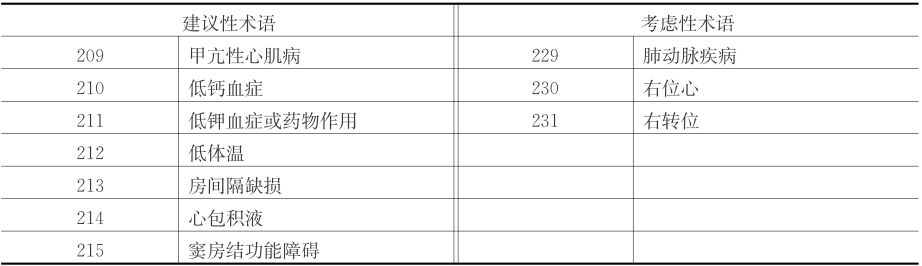 建议性术语 考虑性术语
209 甲亢性心肌病 229 肺动脉疾病
210 低钙血症 230 右位心
211 低钾血症或药物作用 231 右转位
212 低体温
213 房间隔缺损
214 心包积液
215 窦房结功能障碍